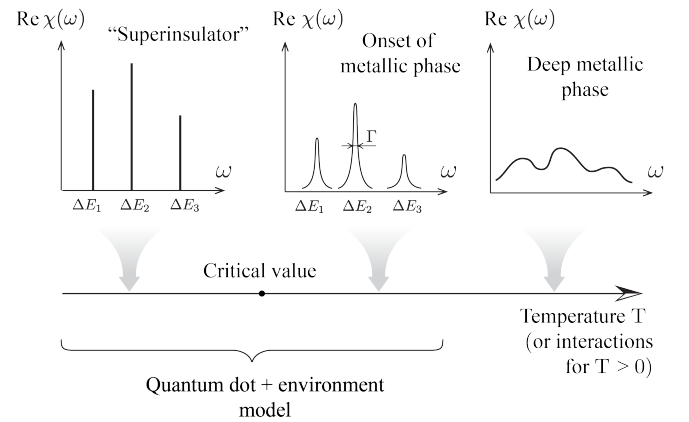 Re χ(ω)
"Superinsulator"
ω
ΔE₁ ΔE₂ ΔE₃
Re χ(ω)
Onset of
metallic phase
Γ
ω
ΔE₁ ΔE₂ ΔE₃
Re χ(ω)
Deep metallic
phase
ω
Critical value
Temperature T
(or interactions
for T > 0)
Quantum dot + environment
model